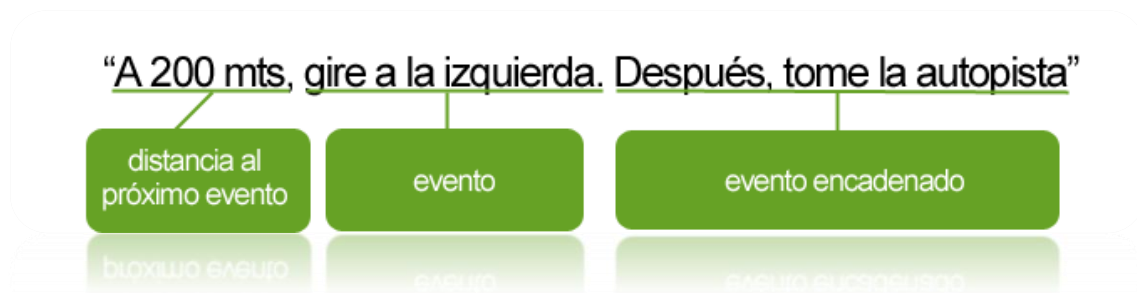 “A 200 mts, gire a la izquierda. Después, tome la autopista”
distancia al
próximo evento
evento
evento encadenado